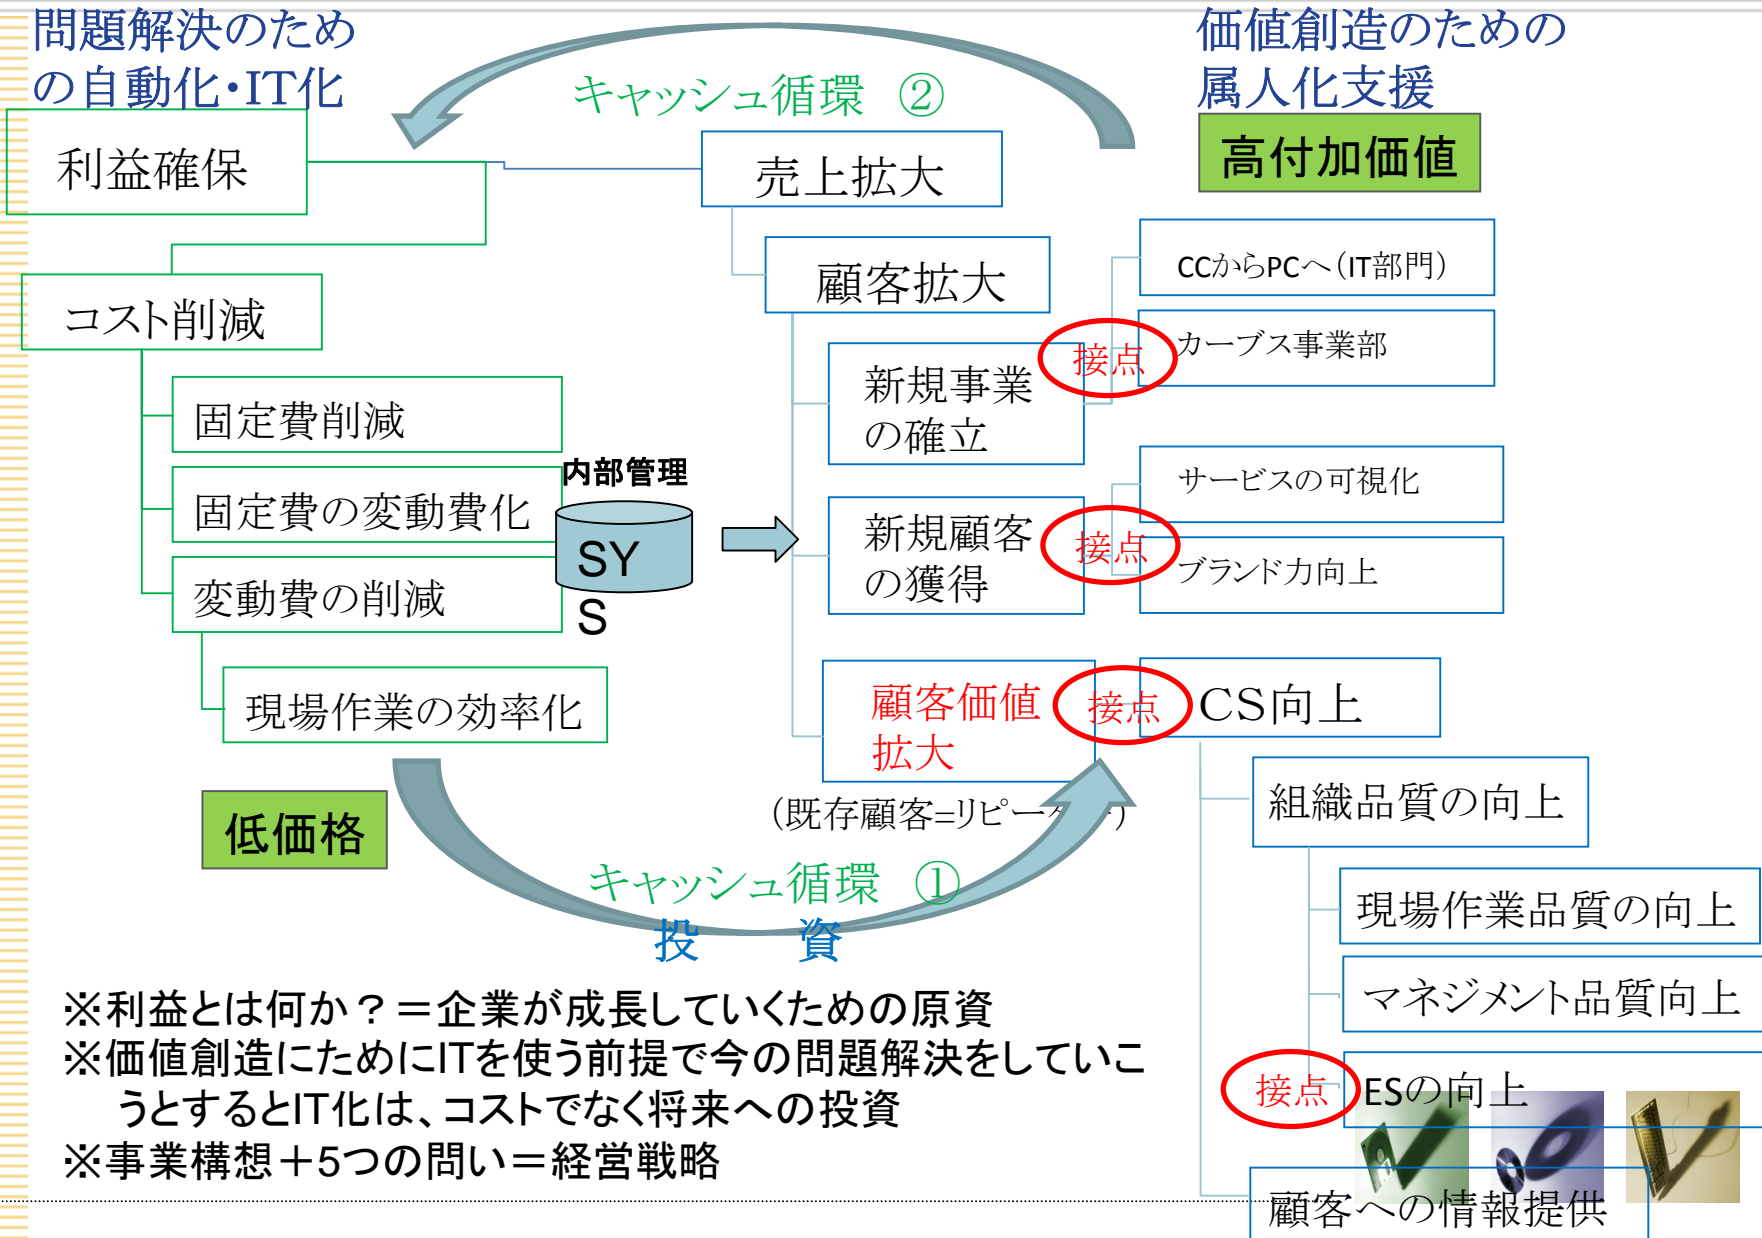 問題解決のため
の自動化・IT化
価値創造のための
属人化支援
キャッシュ循環 ②
高付加価値
利益確保
売上拡大
顧客拡大
CCからPCへ（IT部門）
コスト削減
接点
カーブス事業部
新規事業
の確立
固定費削減
内部管理
サービスの可視化
固定費の変動費化
SY
S
新規顧客
の獲得
接点
ブランド力向上
変動費の削減
現場作業の効率化
顧客価値
拡大
接点
CS向上
（既存顧客=リピー
）
組織品質の向上
低価格
キャッシュ循環 ①
投 資
現場作業品質の向上
マネジメント品質向上
接点
ESの向上
顧客への情報提供
※利益とは何か？＝企業が成長していくための原資
※価値創造にためにITを使う前提で今の問題解決をしていこ
うとするとIT化は、コストでなく将来への投資
※事業構想＋5つの問い＝経営戦略